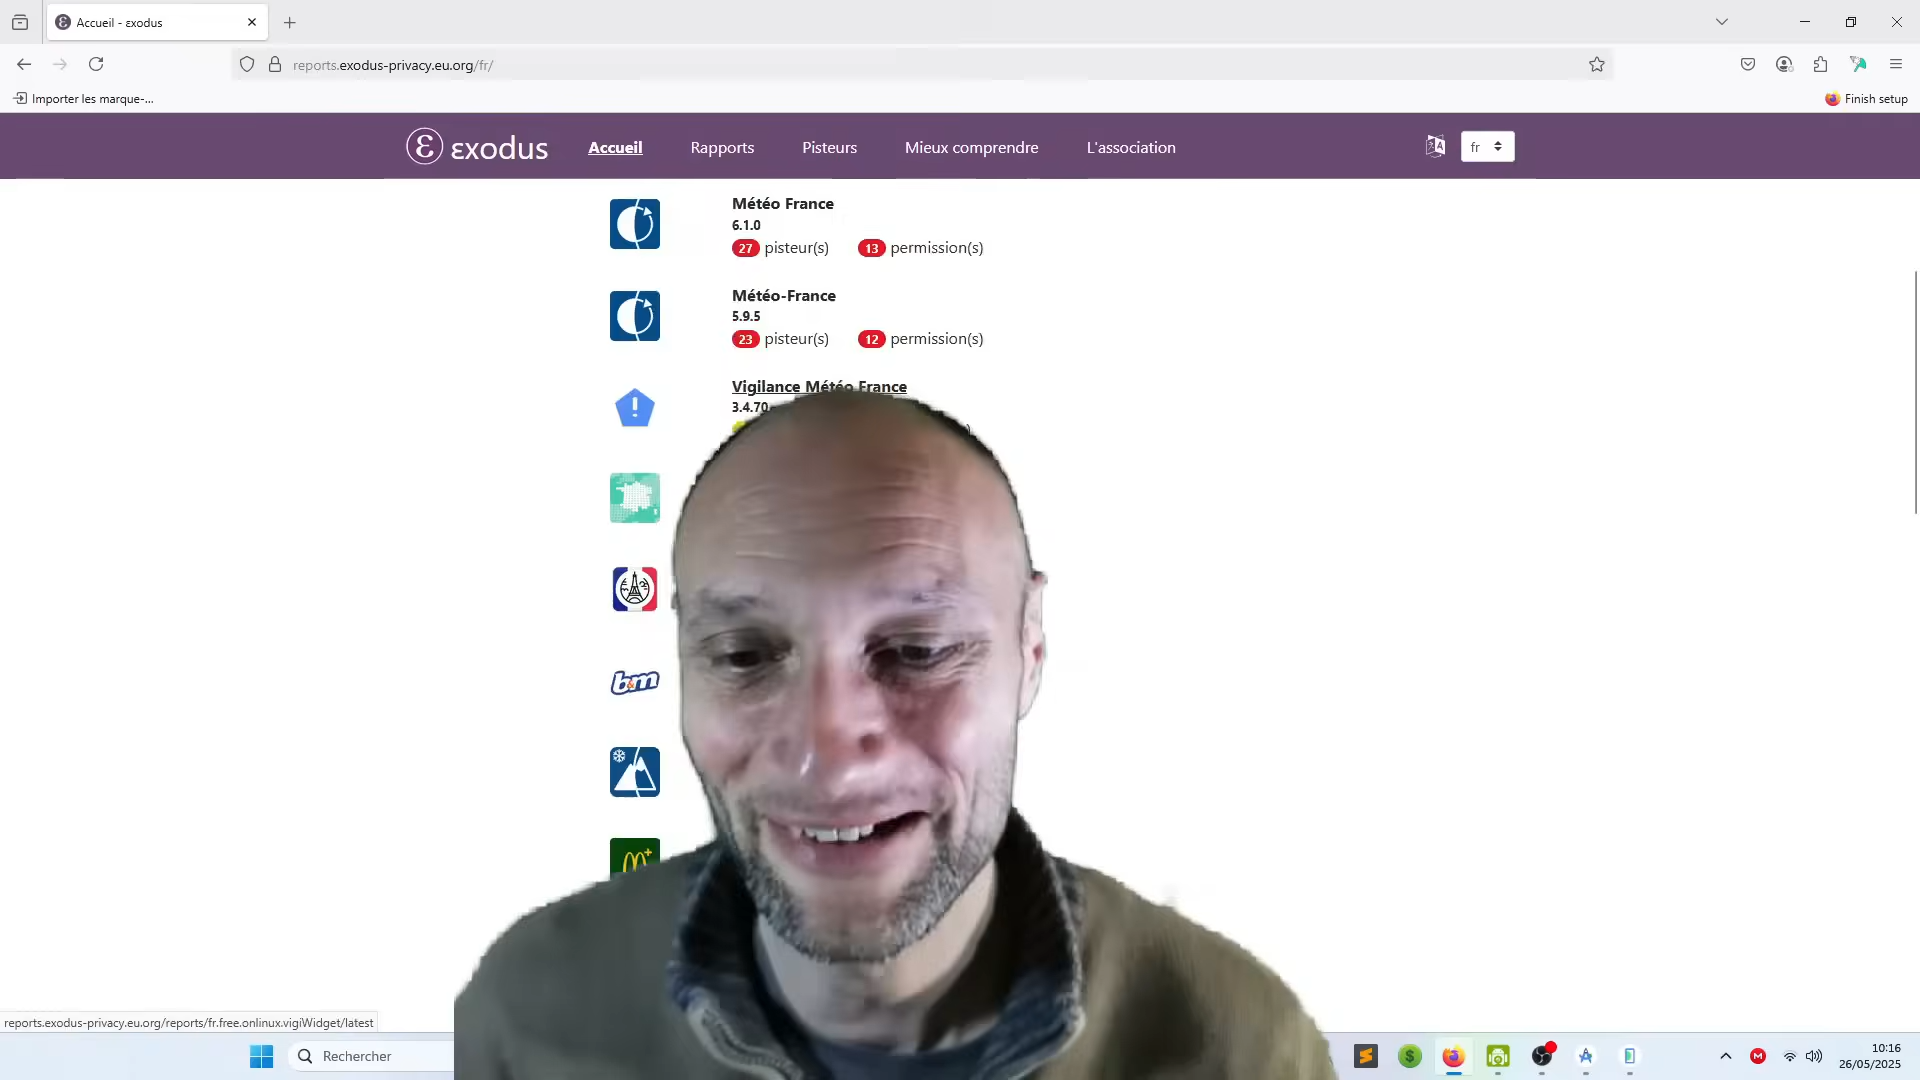 Accueil - εxodus
reports.exodus-privacy.eu.org/fr/
Importer les marque-...
Finish setup
εxodus
Accueil
Rapports
Pisteurs
Mieux comprendre
L'association
fr
Météo France
6.1.0
27 pisteur(s)
13 permission(s)
Météo-France
5.9.5
23 pisteur(s)
12 permission(s)
Vigilance Météo France
3.4.70
b&m
reports.exodus-privacy.eu.org/reports/fr.free.onlinux.vigiWidget/latest
Rechercher
10:16
26/05/2025